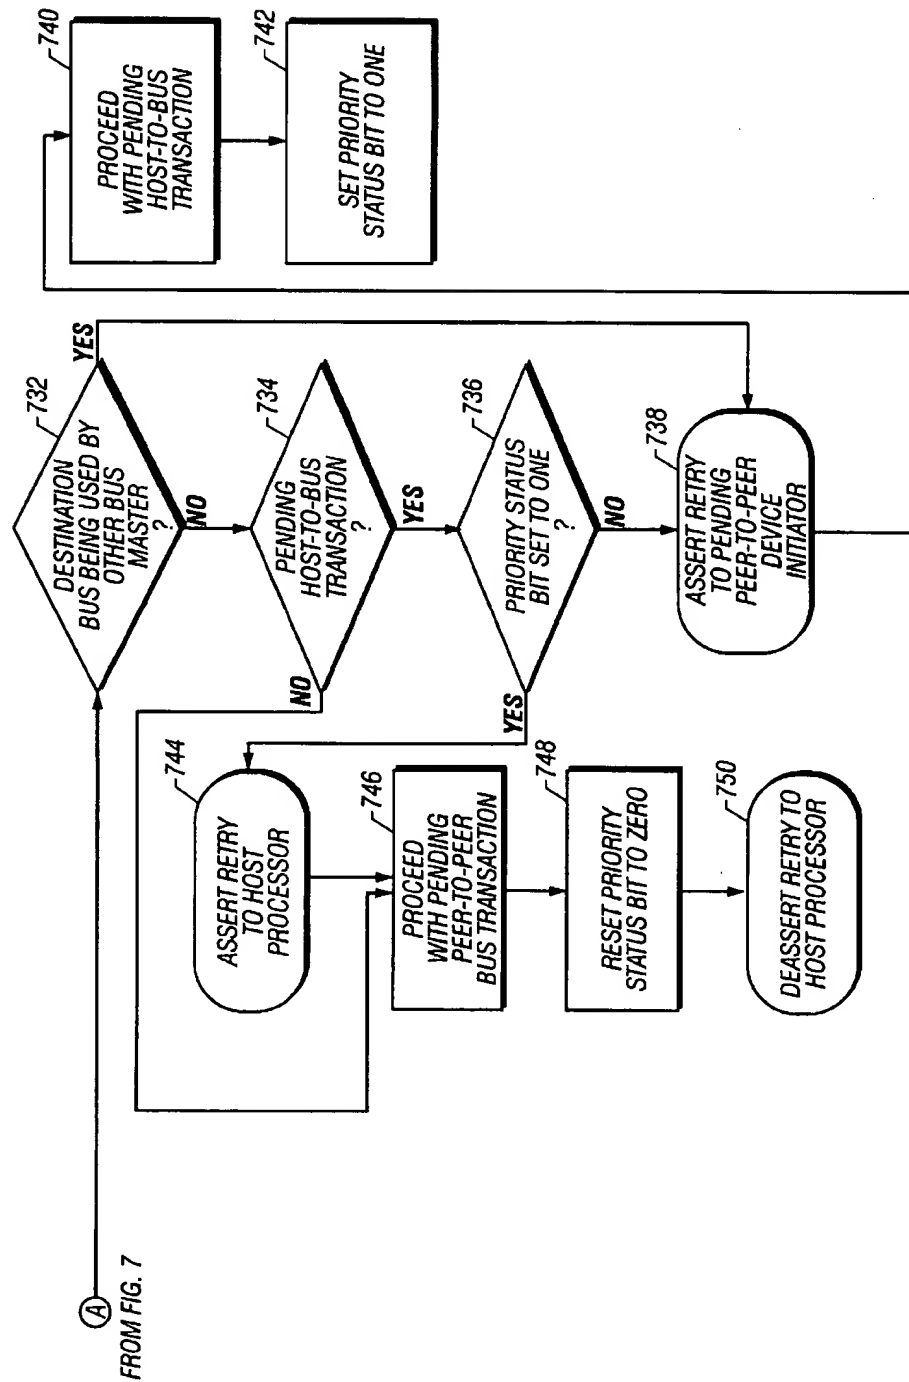 A
FROM FIG. 7
732
DESTINATION
BUS BEING USED BY
OTHER BUS
MASTER
?
YES
NO
734
PENDING
HOST-TO-BUS
TRANSACTION
?
NO
YES
736
PRIORITY STATUS
BIT SET TO ONE
?
YES
NO
738
ASSERT RETRY
TO PENDING
PEER-TO-PEER
DEVICE
INITIATOR
740
PROCEED
WITH PENDING
HOST-TO-BUS
TRANSACTION
742
SET PRIORITY
STATUS BIT TO ONE
744
ASSERT RETRY
TO HOST
PROCESSOR
746
PROCEED
WITH PENDING
PEER-TO-PEER
BUS TRANSACTION
748
RESET PRIORITY
STATUS BIT TO ZERO
750
DEASSERT RETRY TO
HOST PROCESSOR